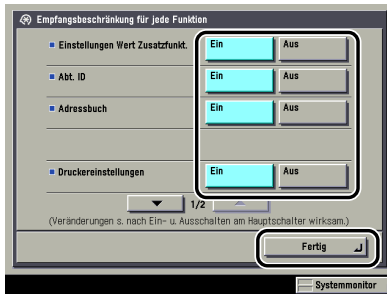 Empfangsbeschränkung für jede Funktion
Einstellungen Wert Zusatzfunkt. Ein Aus
Abt. ID Ein Aus
Adressbuch Ein Aus
Druckereinstellungen Ein Aus
1/2
(Veränderungen s. nach Ein- u. Ausschalten am Hauptschalter wirksam.)
Fertig
Systemmonitor